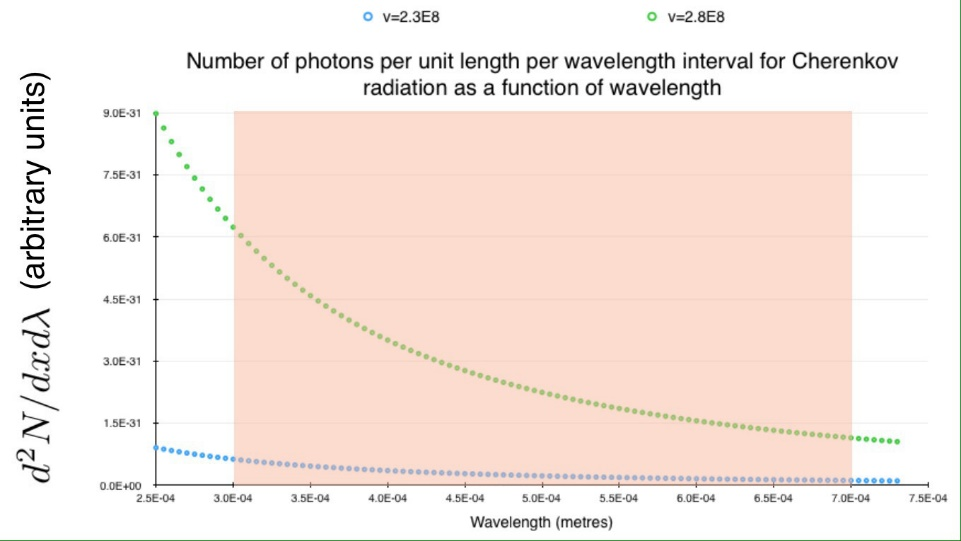 v=2.3E8
v=2.8E8
Number of photons per unit length per wavelength interval for Cherenkov
radiation as a function of wavelength
d² N/dxdλ (arbitrary units)
9.0E-31
7.5E-31
6.0E-31
4.5E-31
3.0E-31
1.5E-31
0.0E+00
2.5E-04 3.0E-04 3.5E-04 4.0E-04 4.5E-04 5.0E-04 5.5E-04 6.0E-04 6.5E-04 7.0E-04 7.5E-04
Wavelength (metres)